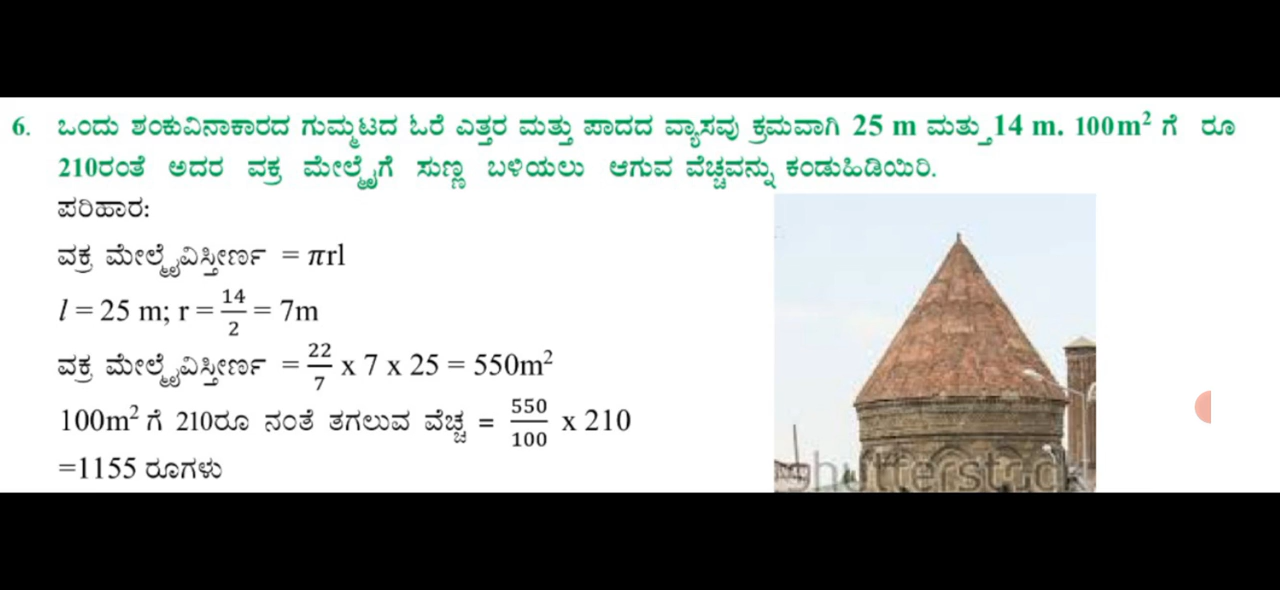 6. ಒಂದು ಶಂಕುವಿನಾಕಾರದ ಗುಮ್ಮಟದ ಓರೆ ಎತ್ತರ ಮತ್ತು ಪಾದದ ವ್ಯಾಸವು ಕ್ರಮವಾಗಿ 25 m ಮತ್ತು 14 m. 100m² ಗೆ ರೂ
210ರಂತೆ ಅದರ ವಕ್ರ ಮೇಲ್ಮೈಗೆ ಸುಣ್ಣ ಬಳಿಯಲು ಆಗುವ ವೆಚ್ಚವನ್ನು ಕಂಡುಹಿಡಿಯಿರಿ.
ಪರಿಹಾರ:
ವಕ್ರ ಮೇಲ್ಮೈವಿಸ್ತೀರ್ಣ = πrl
l = 25 m; r = 14/2 = 7m
ವಕ್ರ ಮೇಲ್ಮೈವಿಸ್ತೀರ್ಣ = 22/7 x 7 x 25 = 550m²
100m² ಗೆ 210ರೂ ನಂತೆ ತಗಲುವ ವೆಚ್ಚ = 550/100 x 210
=1155 ರೂಗಳು
shutterstock